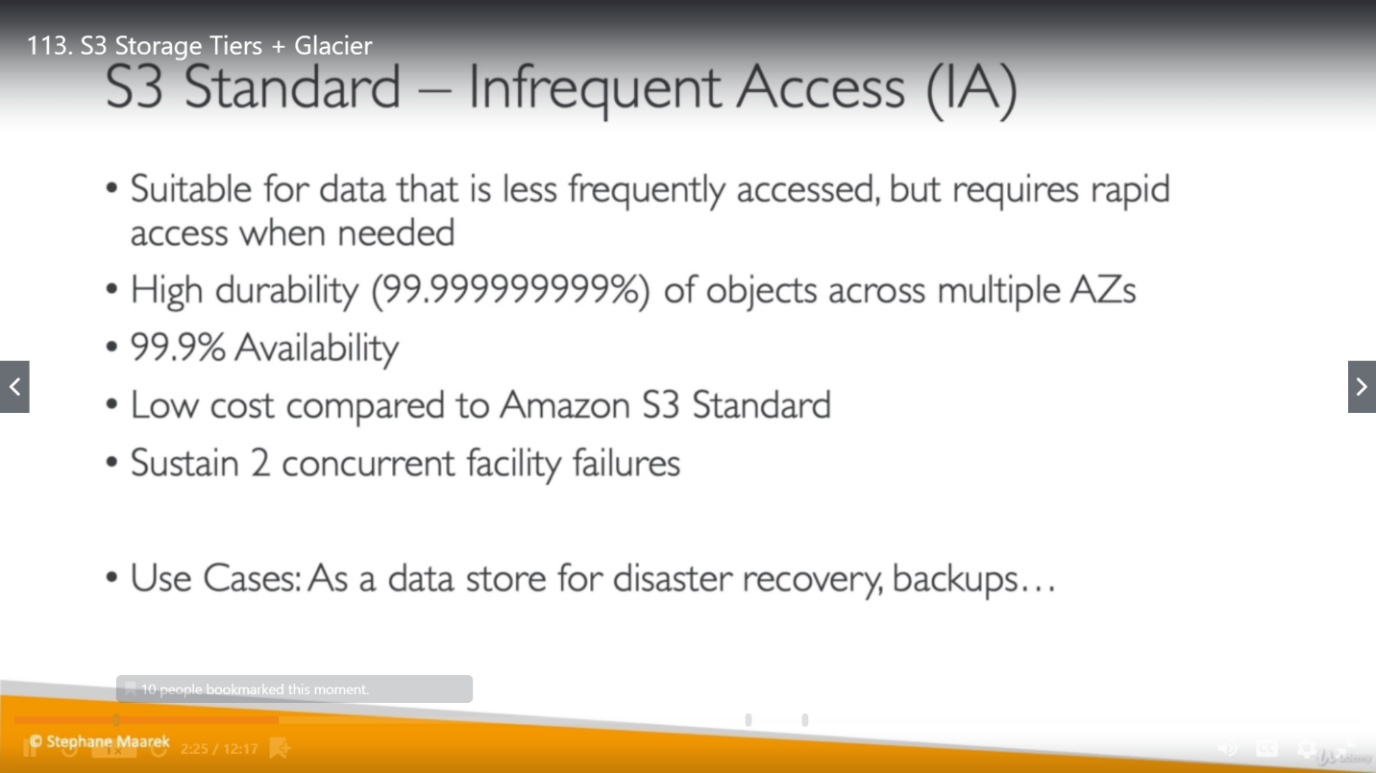 113. S3 Storage Tiers + Glacier
S3 Standard – Infrequent Access (IA)
• Suitable for data that is less frequently accessed, but requires rapid
access when needed
• High durability (99.999999999%) of objects across multiple AZs
• 99.9% Availability
• Low cost compared to Amazon S3 Standard
• Sustain 2 concurrent facility failures
• Use Cases: As a data store for disaster recovery, backups…
10 people bookmarked this moment.
© Stephane Maarek
1x
2:25 / 12:17
CC
Udemy